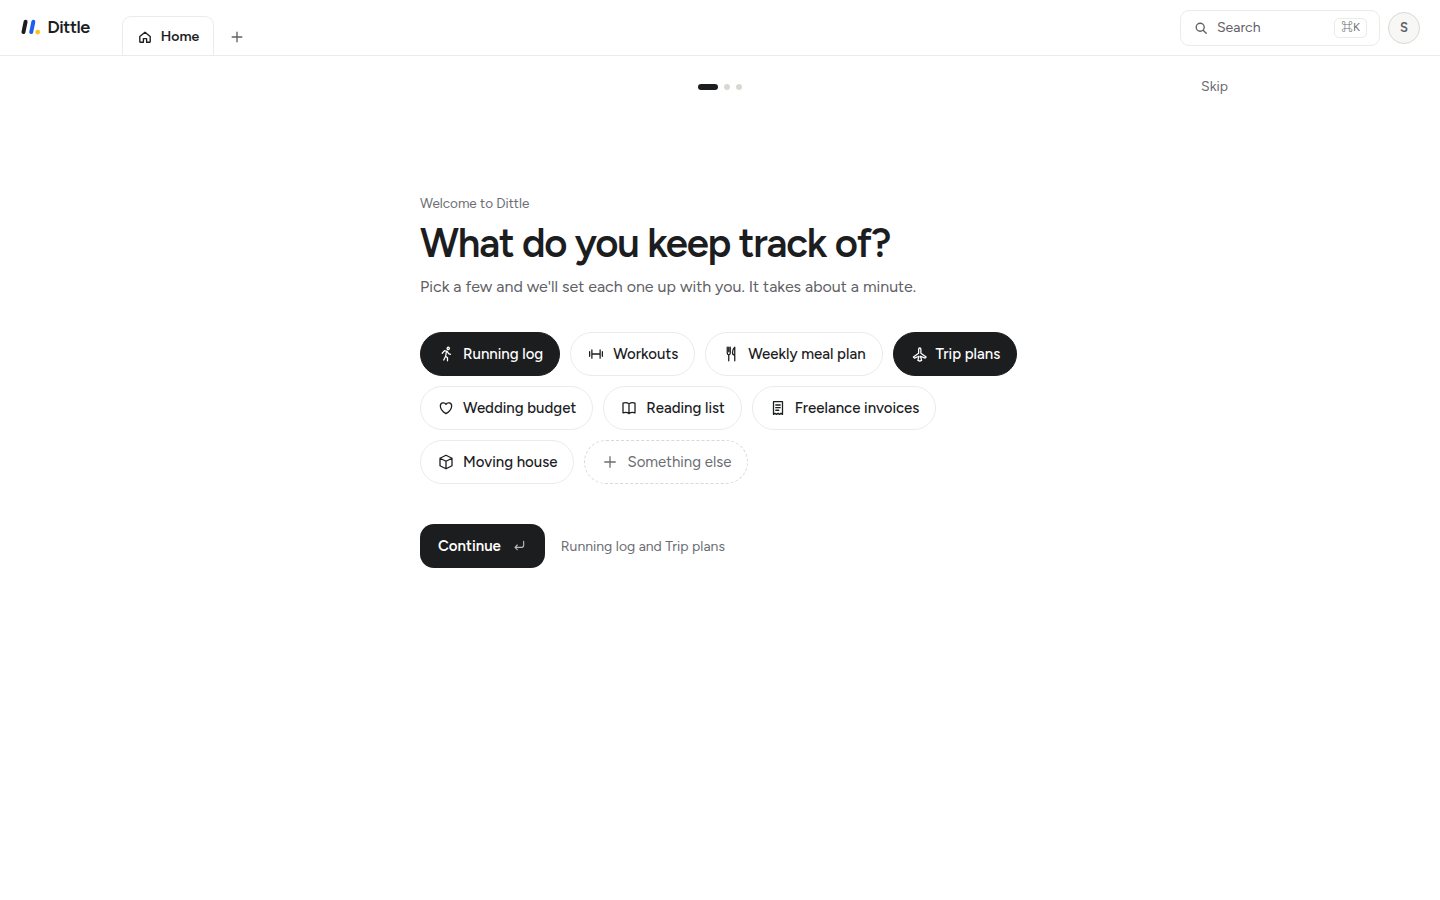 Dittle
Home
Search
⌘K
S
Skip
Welcome to Dittle
What do you keep track of?
Pick a few and we'll set each one up with you. It takes about a minute.
Running log
Workouts
Weekly meal plan
Trip plans
Wedding budget
Reading list
Freelance invoices
Moving house
Something else
Continue
Running log and Trip plans